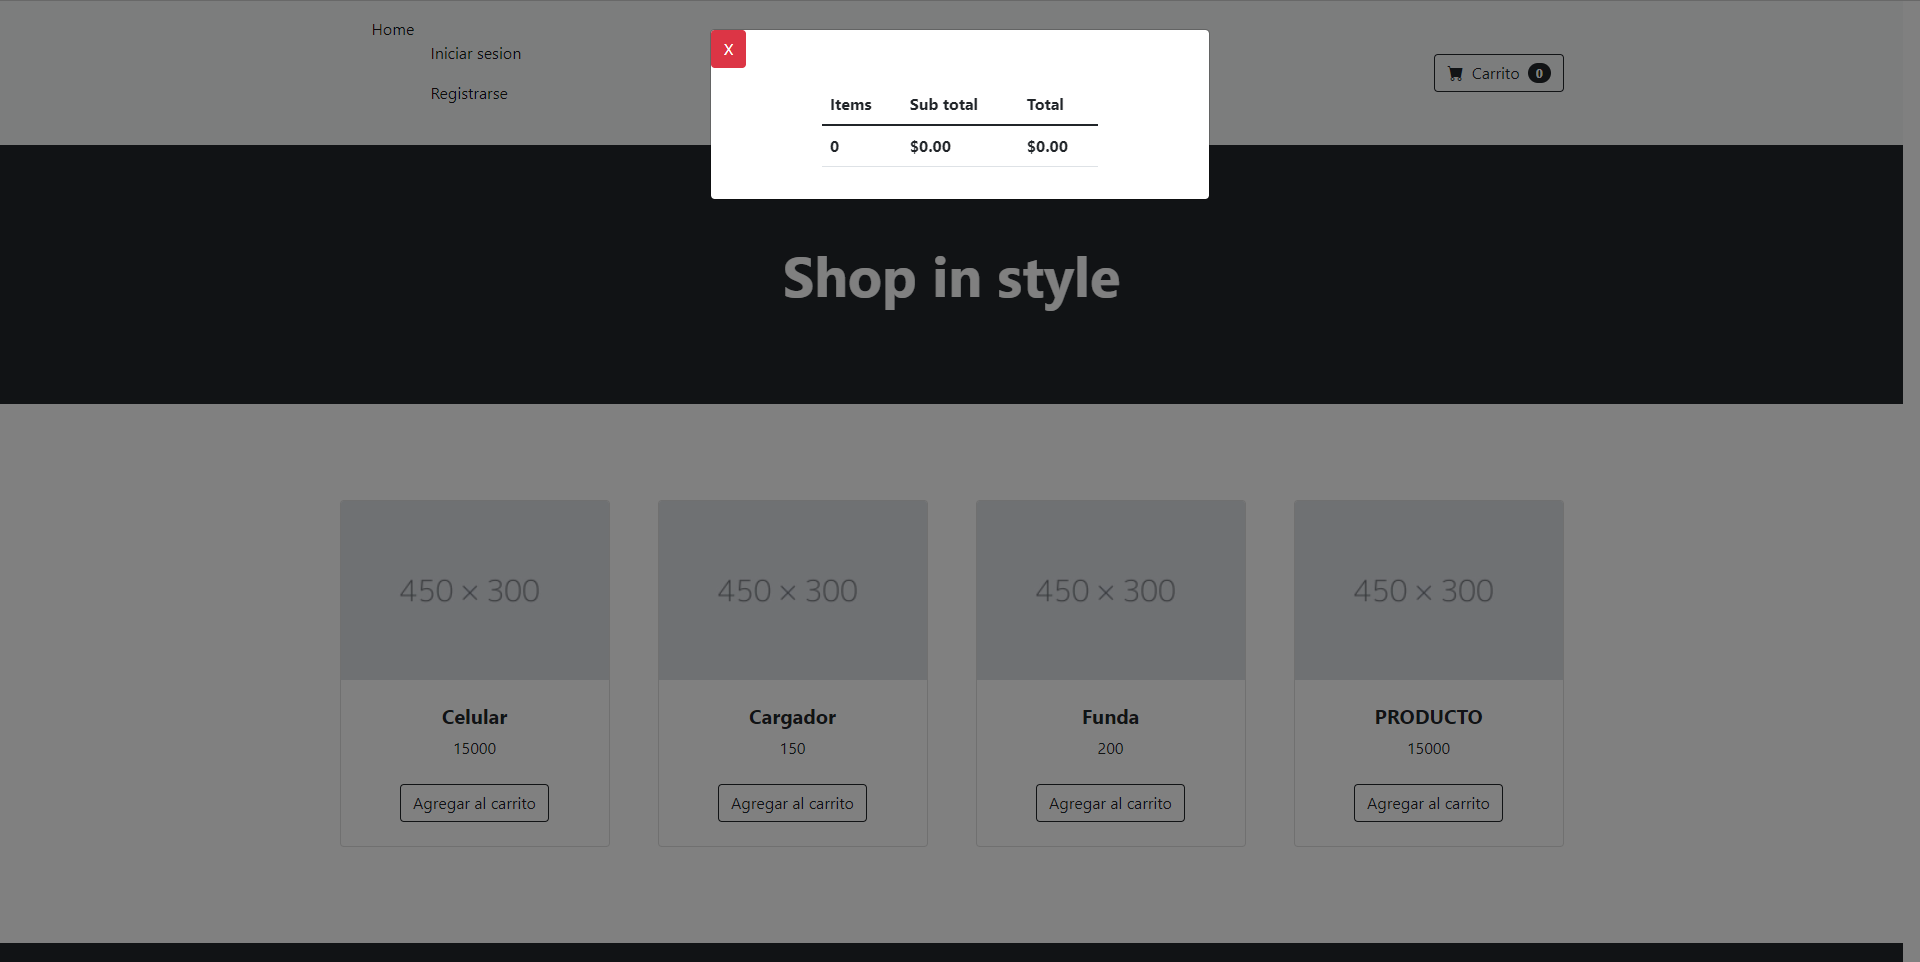 Home
Iniciar sesion
Registrarse
X
Items Sub total Total
0 $0.00 $0.00
Carrito 0
Shop in style
450 × 300
Celular
15000
Agregar al carrito
450 × 300
Cargador
150
Agregar al carrito
450 × 300
Funda
200
Agregar al carrito
450 × 300
PRODUCTO
15000
Agregar al carrito